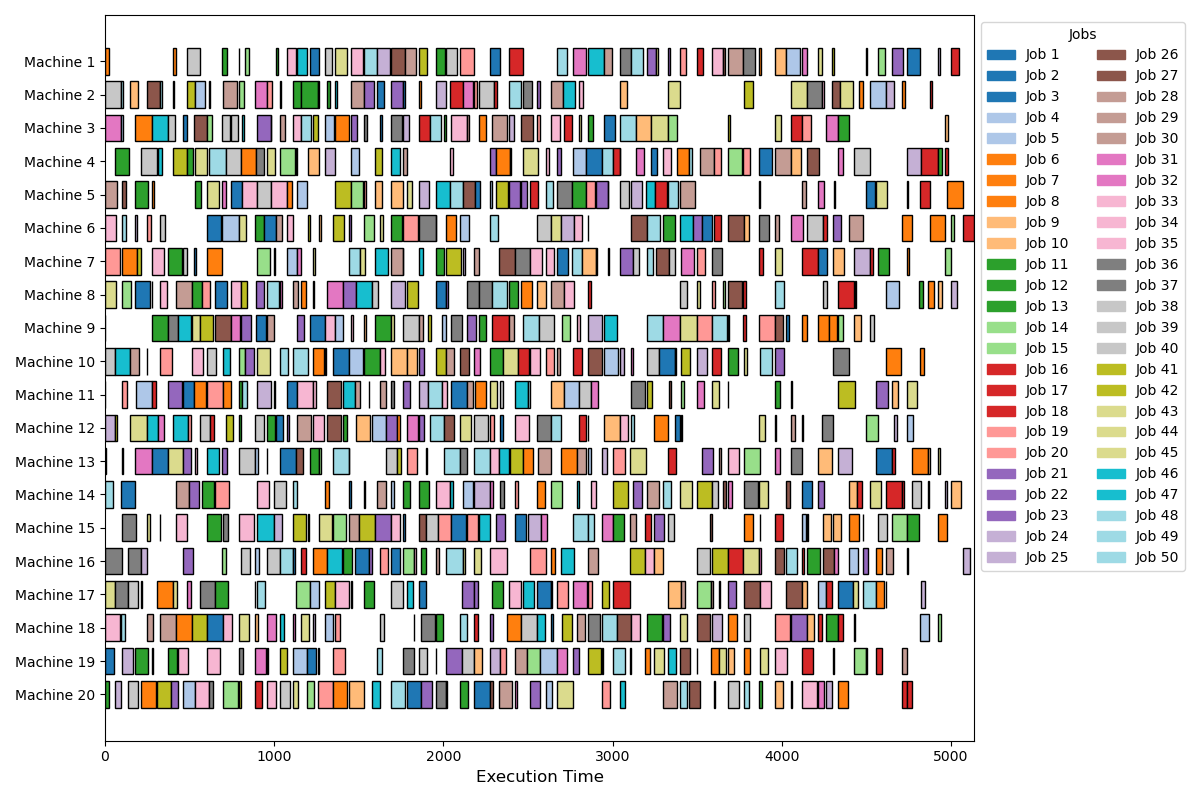 Machine 1
Machine 2
Machine 3
Machine 4
Machine 5
Machine 6
Machine 7
Machine 8
Machine 9
Machine 10
Machine 11
Machine 12
Machine 13
Machine 14
Machine 15
Machine 16
Machine 17
Machine 18
Machine 19
Machine 20
0 1000 2000 3000 4000 5000
Execution Time
Jobs
Job 1 Job 26
Job 2 Job 27
Job 3 Job 28
Job 4 Job 29
Job 5 Job 30
Job 6 Job 31
Job 7 Job 32
Job 8 Job 33
Job 9 Job 34
Job 10 Job 35
Job 11 Job 36
Job 12 Job 37
Job 13 Job 38
Job 14 Job 39
Job 15 Job 40
Job 16 Job 41
Job 17 Job 42
Job 18 Job 43
Job 19 Job 44
Job 20 Job 45
Job 21 Job 46
Job 22 Job 47
Job 23 Job 48
Job 24 Job 49
Job 25 Job 50